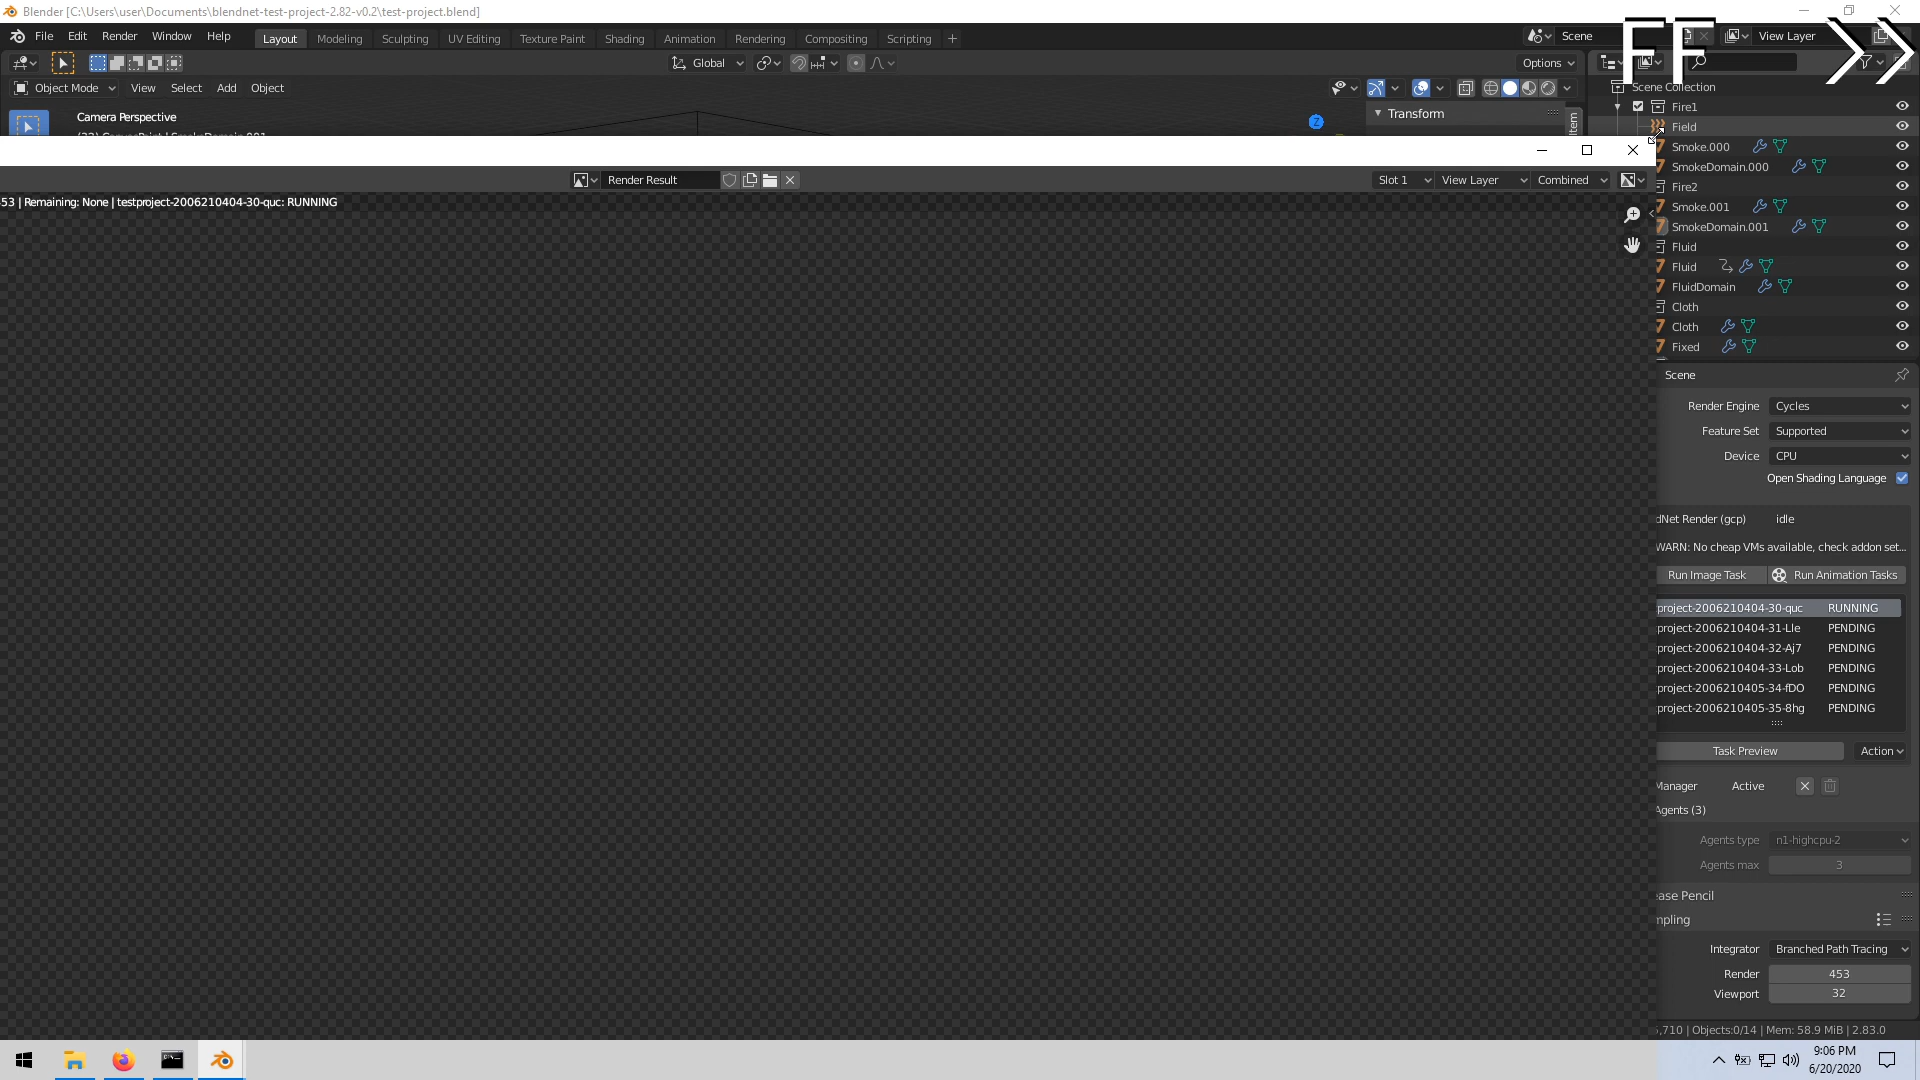 Blender [C:\Users\user\Documents\blendnet-test-project-2.82-v0.2\test-project.blend]
File Edit Render Window Help Layout Modeling Sculpting UV Editing Texture Paint Shading Animation Rendering Compositing Scripting + Scene View Layer
FF
Global Options
Object Mode View Select Add Object
Camera Perspective
Transform
Item
Z
Scene Collection
Fire1
Field
Smoke.000
SmokeDomain.000
Fire2
Smoke.001
SmokeDomain.001
Fluid
Fluid
FluidDomain
Cloth
Cloth
Fixed
Render Result Slot 1 View Layer Combined
53 | Remaining: None | testproject-2006210404-30-quc: RUNNING
Scene
Render Engine Cycles
Feature Set Supported
Device CPU
Open Shading Language
dNet Render (gcp) idle
WARN: No cheap VMs available, check addon set...
Run Image Task Run Animation Tasks
project-2006210404-30-quc RUNNING
project-2006210404-31-Lle PENDING
project-2006210404-32-Aj7 PENDING
project-2006210404-33-Lob PENDING
project-2006210405-34-fDO PENDING
project-2006210405-35-8hg PENDING
Task Preview Action
Manager Active
Agents (3)
Agents type n1-highcpu-2
Agents max 3
ease Pencil
mpling
Integrator Branched Path Tracing
Render 453
Viewport 32
,710 | Objects:0/14 | Mem: 58.9 MiB | 2.83.0
9:06 PM
6/20/2020